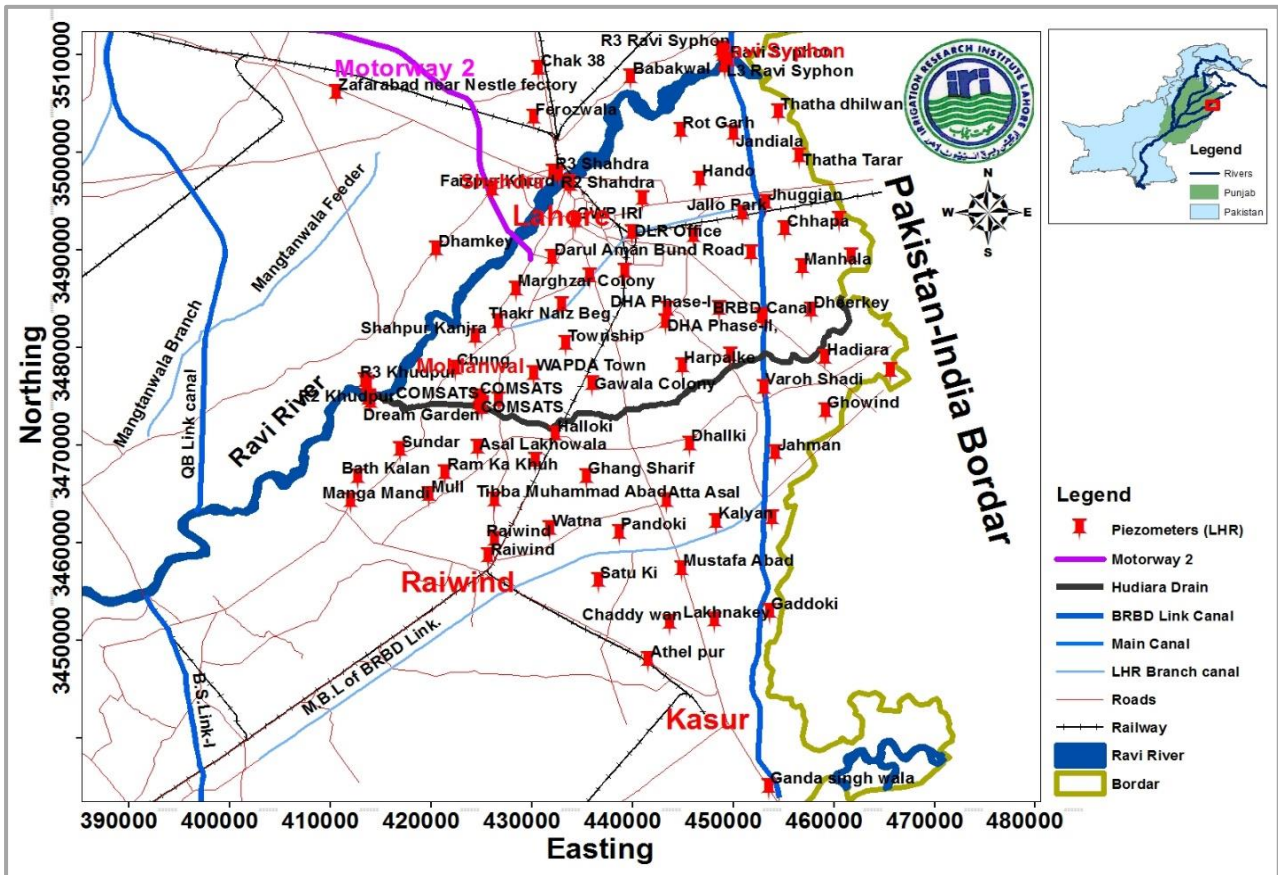 R3 Ravi Syphon
Ravi Syphon
L3 Ravi Syphon
Chak 38
Babakwal
Motorway 2
Zafarabad near Nestle fectory
Thatha dhilwan
Ferozwala
Rot Garh
Jandiala
Thatha Tarar
R3 Shahdra
R2 Shahdra
Hando
Jhuggian
Jallo Park
Lahore
DLR Office
Chhapa
Dhamkey
Darul Aman
Bund Road
Manhala
Marghzar Colony
DHA Phase-I
BRBD Canal
Dheerkey
Thakr Naiz Beg
DHA Phase-II,
Shahpur Kanjra
Township
Chung
Harpalke
Hadiara
R3 Khudpur
WAPDA Town
Gawala Colony
Varoh Shadi
R2 Khudpur
COMSATS
COMSATS
COMSATS
Dream Garden
Ghowind
Halloki
Sundar
Asal Lakhowala
Dhallki
Jahman
Bath Kalan
Ram Ka Khuh
Ghang Sharif
Manga Mandi
Mull
Tibba Muhammad Abad
Atta Asal
Watna
Pandoki
Kalyan
Raiwind
Raiwind
Raiwind
Mustafa Abad
Satu Ki
Gaddoki
Chaddy wan
Lakhnakey
Athel pur
Kasur
Ganda singh wala
Mangtanwala Feeder
Mangtanwala Branch
QB Link canal
Ravi River
M.B.L of BRBD Link.
B.S.Link-I
Pakistan-India Bordar
IRRIGATION RESEARCH INSTITUTE LAHORE
iri
N
W
E
S
Northing
3510000
3500000
3490000
3480000
3470000
3460000
3450000
390000 400000 410000 420000 430000 440000 450000 460000 470000 480000
Easting
Legend
Rivers
Punjab
Pakistan
Legend
Piezometers (LHR)
Motorway 2
Hudiara Drain
BRBD Link Canal
Main Canal
LHR Branch canal
Roads
Railway
Ravi River
Bordar